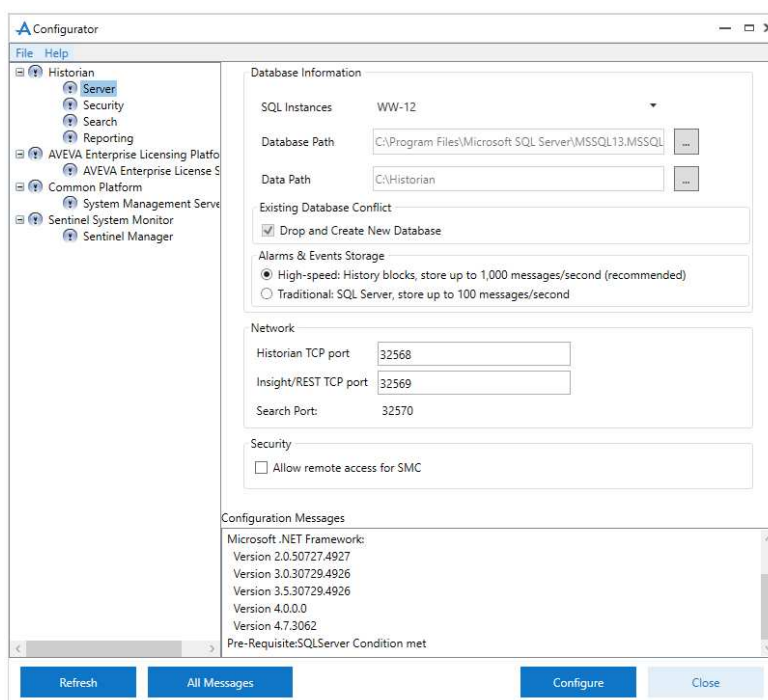 Configurator
File Help
Historian
Server
Security
Search
Reporting
AVEVA Enterprise Licensing Platfo
AVEVA Enterprise License S
Common Platform
System Management Serve
Sentinel System Monitor
Sentinel Manager
Database Information
SQL Instances WW-12
Database Path C:\Program Files\Microsoft SQL Server\MSSQL13.MSSQL ...
Data Path C:\Historian ...
Existing Database Conflict
Drop and Create New Database
Alarms & Events Storage
High-speed: History blocks, store up to 1,000 messages/second (recommended)
Traditional: SQL Server, store up to 100 messages/second
Network
Historian TCP port 32568
Insight/REST TCP port 32569
Search Port: 32570
Security
Allow remote access for SMC
Configuration Messages
Microsoft .NET Framework:
Version 2.0.50727.4927
Version 3.0.30729.4926
Version 3.5.30729.4926
Version 4.0.0.0
Version 4.7.3062
Pre-Requisite:SQLServer Condition met
Refresh All Messages Configure Close